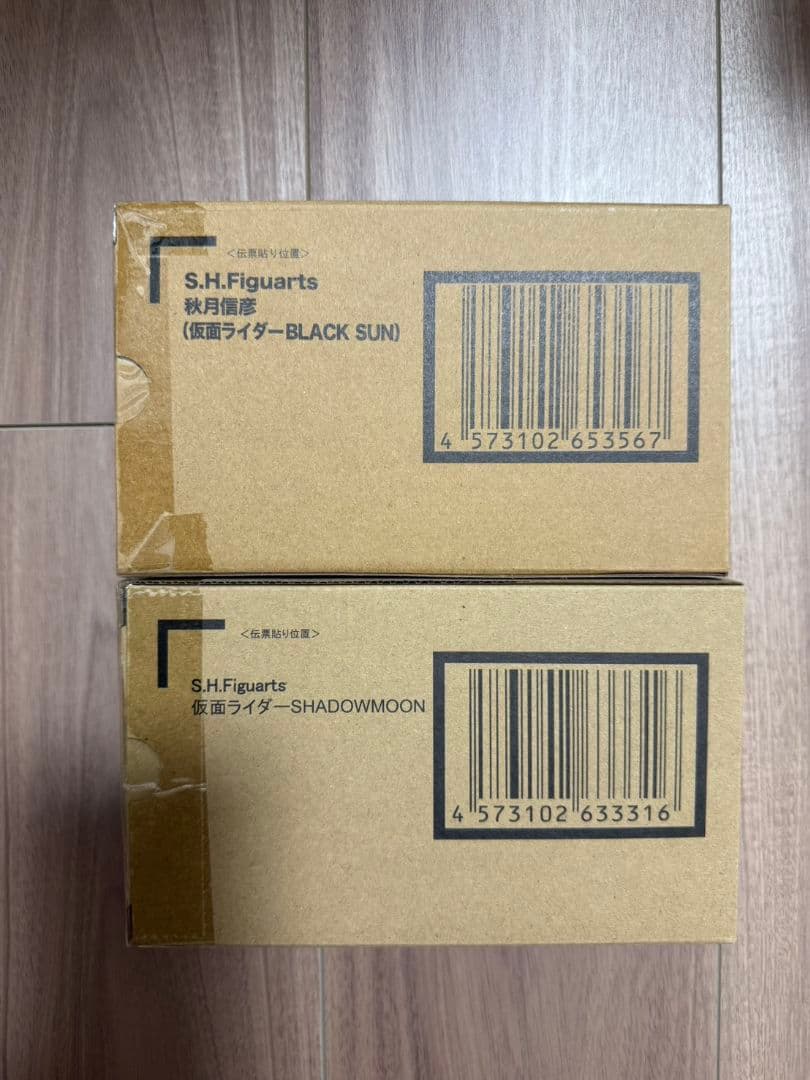 <伝票貼り位置>
S.H.Figuarts
秋月信彦
(仮面ライダーBLACK SUN)
4 573102 653567
<伝票貼り位置>
S.H.Figuarts
仮面ライダーSHADOWMOON
4 573102 633316